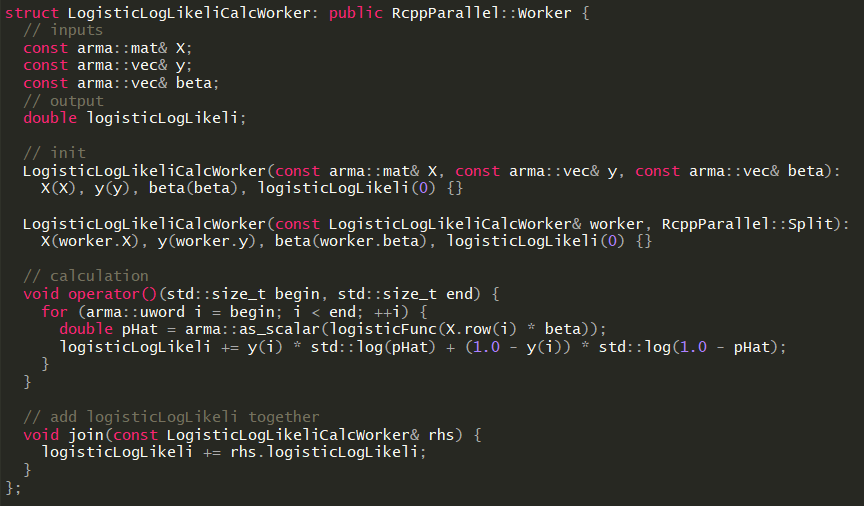 struct LogisticLogLikeliCalcWorker: public RcppParallel::Worker {
  // inputs
  const arma::mat& X;
  const arma::vec& y;
  const arma::vec& beta;
  // output
  double logisticLogLikeli;

  // init
  LogisticLogLikeliCalcWorker(const arma::mat& X, const arma::vec& y, const arma::vec& beta):
    X(X), y(y), beta(beta), logisticLogLikeli(0) {}

  LogisticLogLikeliCalcWorker(const LogisticLogLikeliCalcWorker& worker, RcppParallel::Split):
    X(worker.X), y(worker.y), beta(worker.beta), logisticLogLikeli(0) {}

  // calculation
  void operator()(std::size_t begin, std::size_t end) {
    for (arma::uword i = begin; i < end; ++i) {
      double pHat = arma::as_scalar(logisticFunc(X.row(i) * beta));
      logisticLogLikeli += y(i) * std::log(pHat) + (1.0 - y(i)) * std::log(1.0 - pHat);
    }
  }

  // add logisticLogLikeli together
  void join(const LogisticLogLikeliCalcWorker& rhs) {
    logisticLogLikeli += rhs.logisticLogLikeli;
  }
};